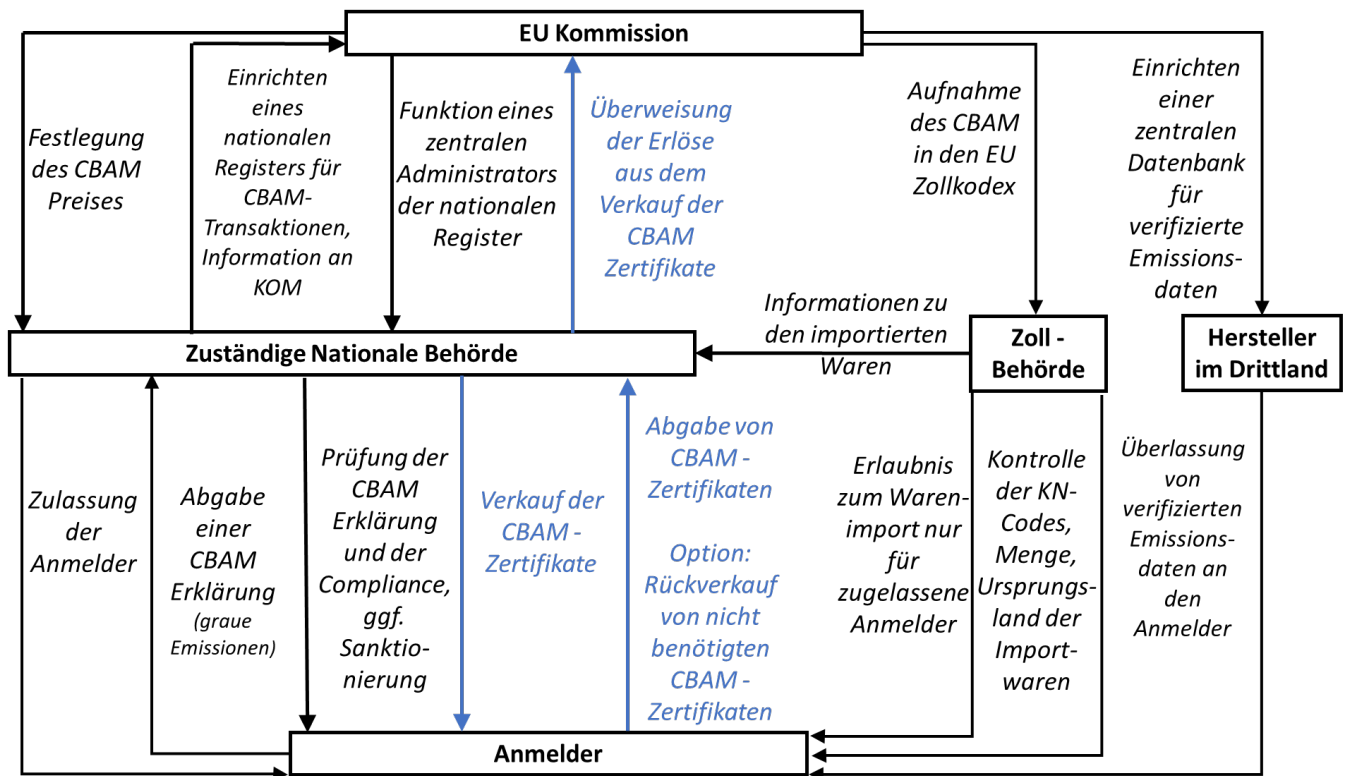 EU Kommission
Festlegung
des CBAM
Preises
Einrichten
eines
nationalen
Registers für
CBAM-
Transaktionen,
Information an
KOM
Funktion eines
zentralen
Administrators
der nationalen
Register
Überweisung
der Erlöse
aus dem
Verkauf der
CBAM
Zertifikate
Aufnahme
des CBAM
in den EU
Zollkodex
Einrichten
einer
zentralen
Datenbank
für
verifizierte
Emissions-
daten
Informationen zu
den importierten
Waren
Zuständige Nationale Behörde
Zoll -
Behörde
Hersteller
im Drittland
Zulassung
der
Anmelder
Abgabe
einer
CBAM
Erklärung
(graue
Emissionen)
Prüfung der
CBAM
Erklärung
und der
Compliance,
ggf.
Sanktio-
nierung
Verkauf der
CBAM -
Zertifikate
Abgabe von
CBAM -
Zertifikaten
Option:
Rückverkauf
von nicht
benötigten
CBAM -
Zertifikaten
Erlaubnis
zum Waren-
import nur
für
zugelassene
Anmelder
Kontrolle
der KN-
Codes,
Menge,
Ursprungs-
land der
Import-
waren
Überlassung
von
verifizierten
Emissions-
daten an
den
Anmelder
Anmelder